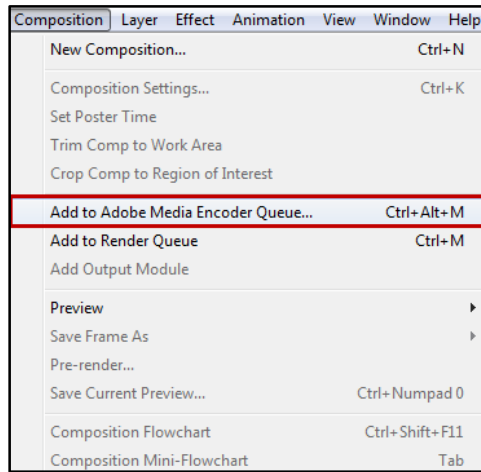 Composition Layer Effect Animation View Window Help
New Composition... Ctrl+N
Composition Settings... Ctrl+K
Set Poster Time
Trim Comp to Work Area
Crop Comp to Region of Interest
Add to Adobe Media Encoder Queue... Ctrl+Alt+M
Add to Render Queue Ctrl+M
Add Output Module
Preview
Save Frame As
Pre-render...
Save Current Preview... Ctrl+Numpad 0
Composition Flowchart Ctrl+Shift+F11
Composition Mini-Flowchart Tab